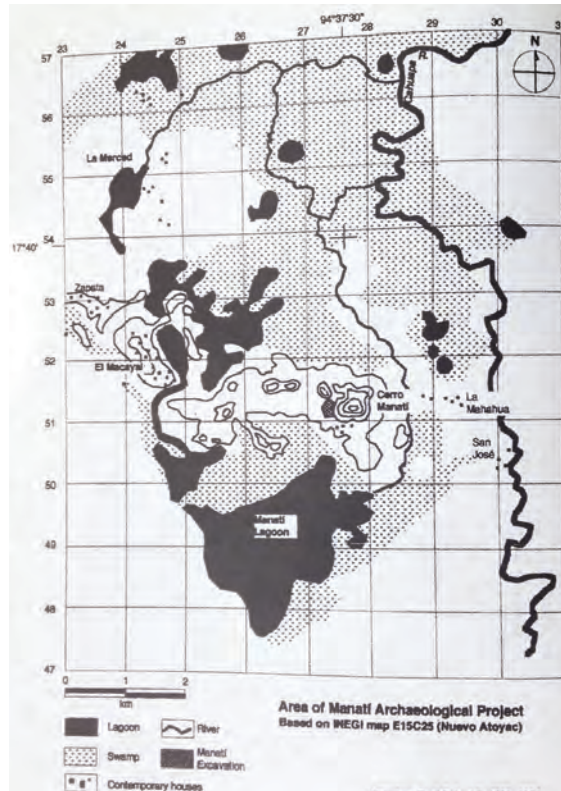 94°37'30"
23 24 25 26 27 28 29 30 3
N
57
R.
56
La Merced
55
17°40'
54
Zapata
53
52
El Macayal
Cerro
Manatí
La
Mahahua
51
San
José
50
Manatí
Lagoon
49
48
47
0 1 2
km
Area of Manatí Archaeological Project
Based on INEGI map E15C25 (Nuevo Atoyac)
Lagoon
River
Swamp
Manatí
Excavation
Contemporary houses